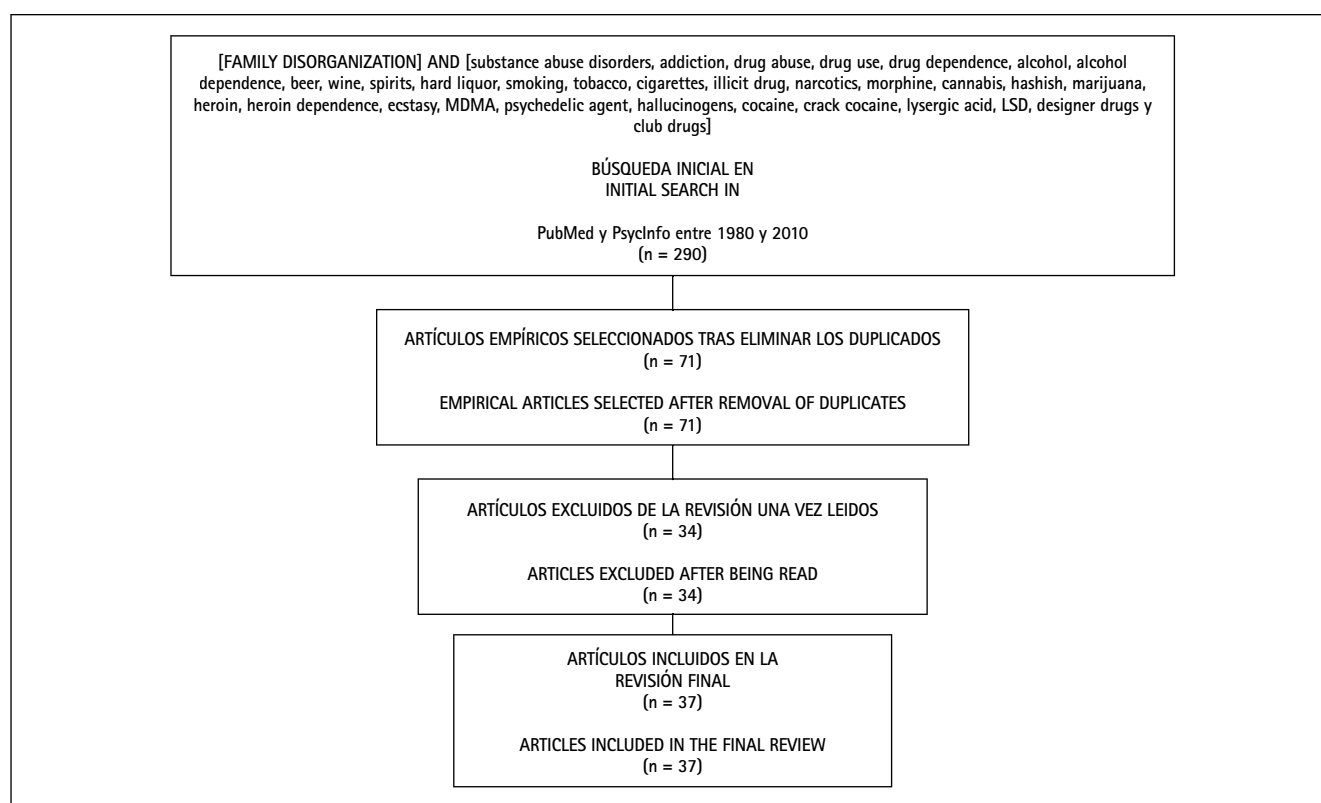 [FAMILY DISORGANIZATION] AND [substance abuse disorders, addiction, drug abuse, drug use, drug dependence, alcohol, alcohol
dependence, beer, wine, spirits, hard liquor, smoking, tobacco, cigarettes, illicit drug, narcotics, morphine, cannabis, hashish, marijuana,
heroin, heroin dependence, ecstasy, MDMA, psychedelic agent, hallucinogens, cocaine, crack cocaine, lysergic acid, LSD, designer drugs y
club drugs]
BÚSQUEDA INICIAL EN
INITIAL SEARCH IN
PubMed y PsycInfo entre 1980 y 2010
(n = 290)
ARTÍCULOS EMPÍRICOS SELECCIONADOS TRAS ELIMINAR LOS DUPLICADOS
(n = 71)
EMPIRICAL ARTICLES SELECTED AFTER REMOVAL OF DUPLICATES
(n = 71)
ARTÍCULOS EXCLUIDOS DE LA REVISIÓN UNA VEZ LEIDOS
(n = 34)
ARTICLES EXCLUDED AFTER BEING READ
(n = 34)
ARTÍCULOS INCLUIDOS EN LA
REVISIÓN FINAL
(n = 37)
ARTICLES INCLUDED IN THE FINAL REVIEW
(n = 37)